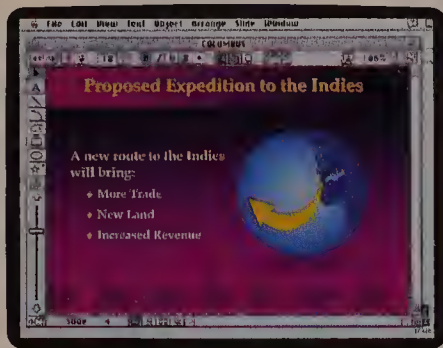 File Edit View Text Object Arrange Slide Window
COLUMBUS
Proposed Expedition to the Indies
A new route to the Indies
will bring:
More Trade
New Land
Increased Revenue